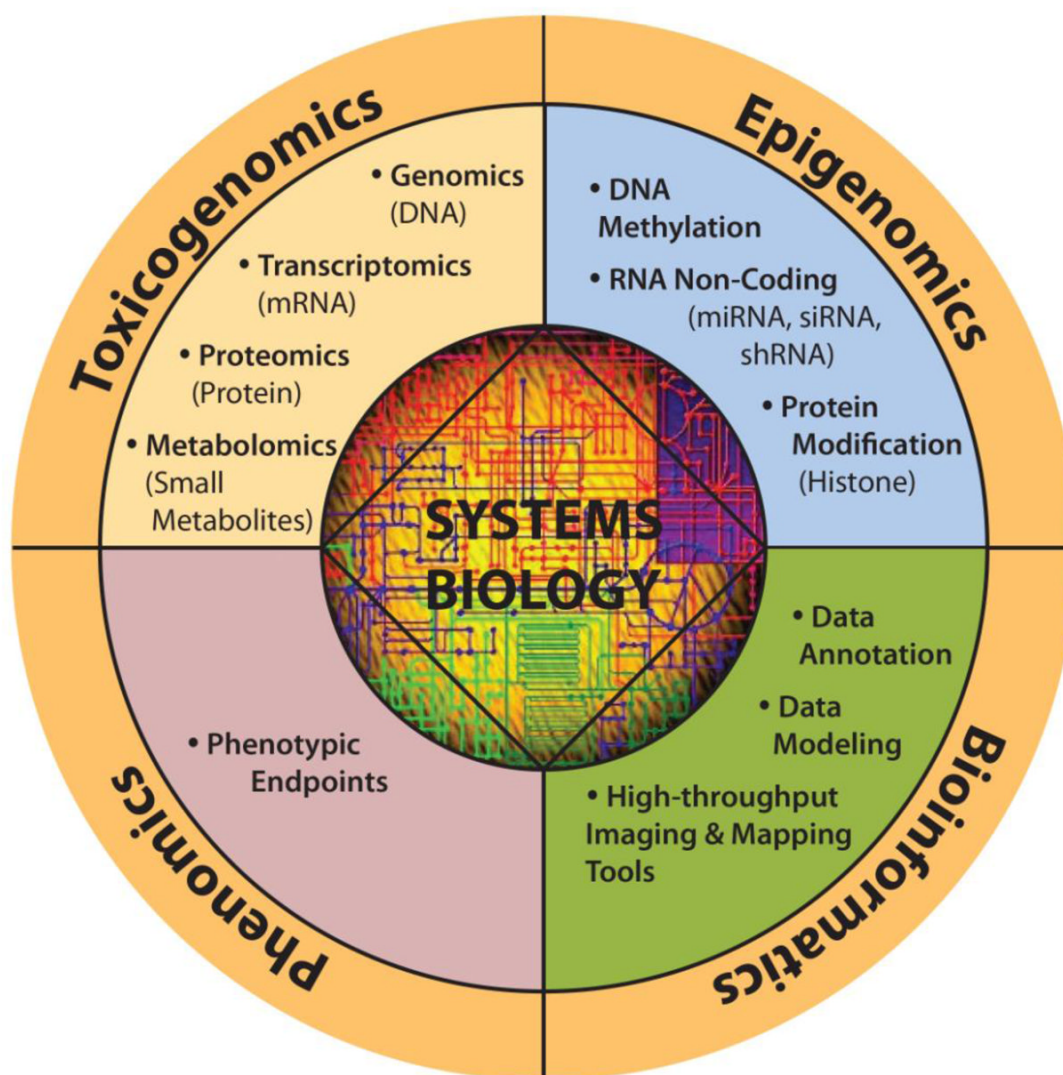 Toxicogenomics
• Genomics
(DNA)
• Transcriptomics
(mRNA)
• Proteomics
(Protein)
• Metabolomics
(Small
Metabolites)
Epigenomics
• DNA
Methylation
• RNA Non-Coding
(miRNA, siRNA,
shRNA)
• Protein
Modification
(Histone)
SYSTEMS
BIOLOGY
Phenomics
• Phenotypic
Endpoints
Bioinformatics
• Data
Annotation
• Data
Modeling
• High-throughput
Imaging & Mapping
Tools